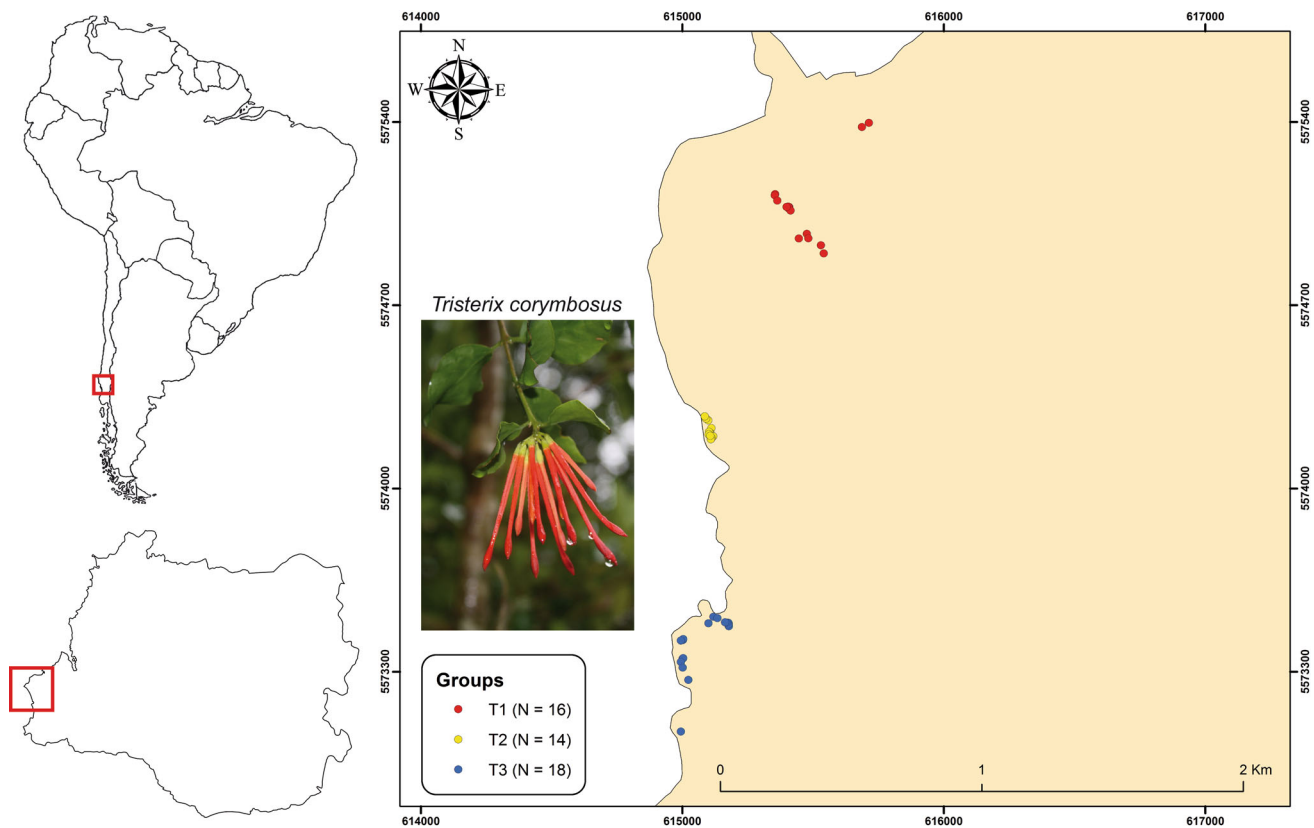 614000 615000 616000 617000
N
W E
S
5575400 5575400
5574700 5574700
Tristerix corymbosus
5574000 5574000
5573300 5573300
Groups
T1 (N = 16)
T2 (N = 14)
T3 (N = 18)
0 1 2 Km
614000 615000 616000 617000